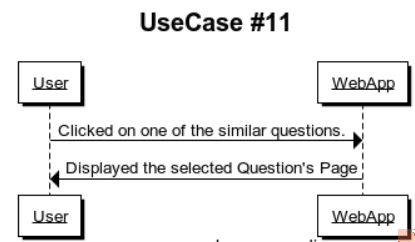 UseCase #11
User WebApp
Clicked on one of the similar questions.
Displayed the selected Question's Page
User WebApp